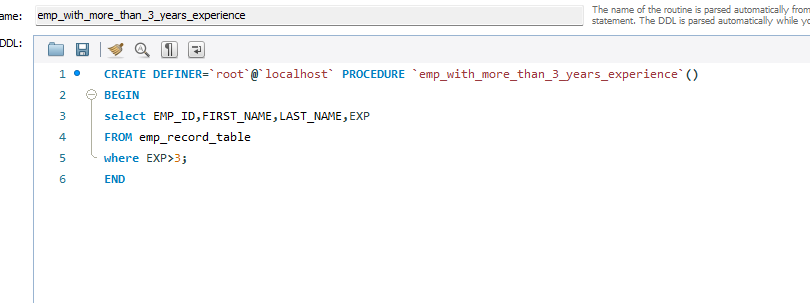 ame: emp_with_more_than_3_years_experience
The name of the routine is parsed automatically from
statement. The DDL is parsed automatically while yo
DDL:
1 CREATE DEFINER=`root`@`localhost` PROCEDURE `emp_with_more_than_3_years_experience`()
2 BEGIN
3 select EMP_ID,FIRST_NAME,LAST_NAME,EXP
4 FROM emp_record_table
5 where EXP>3;
6 END